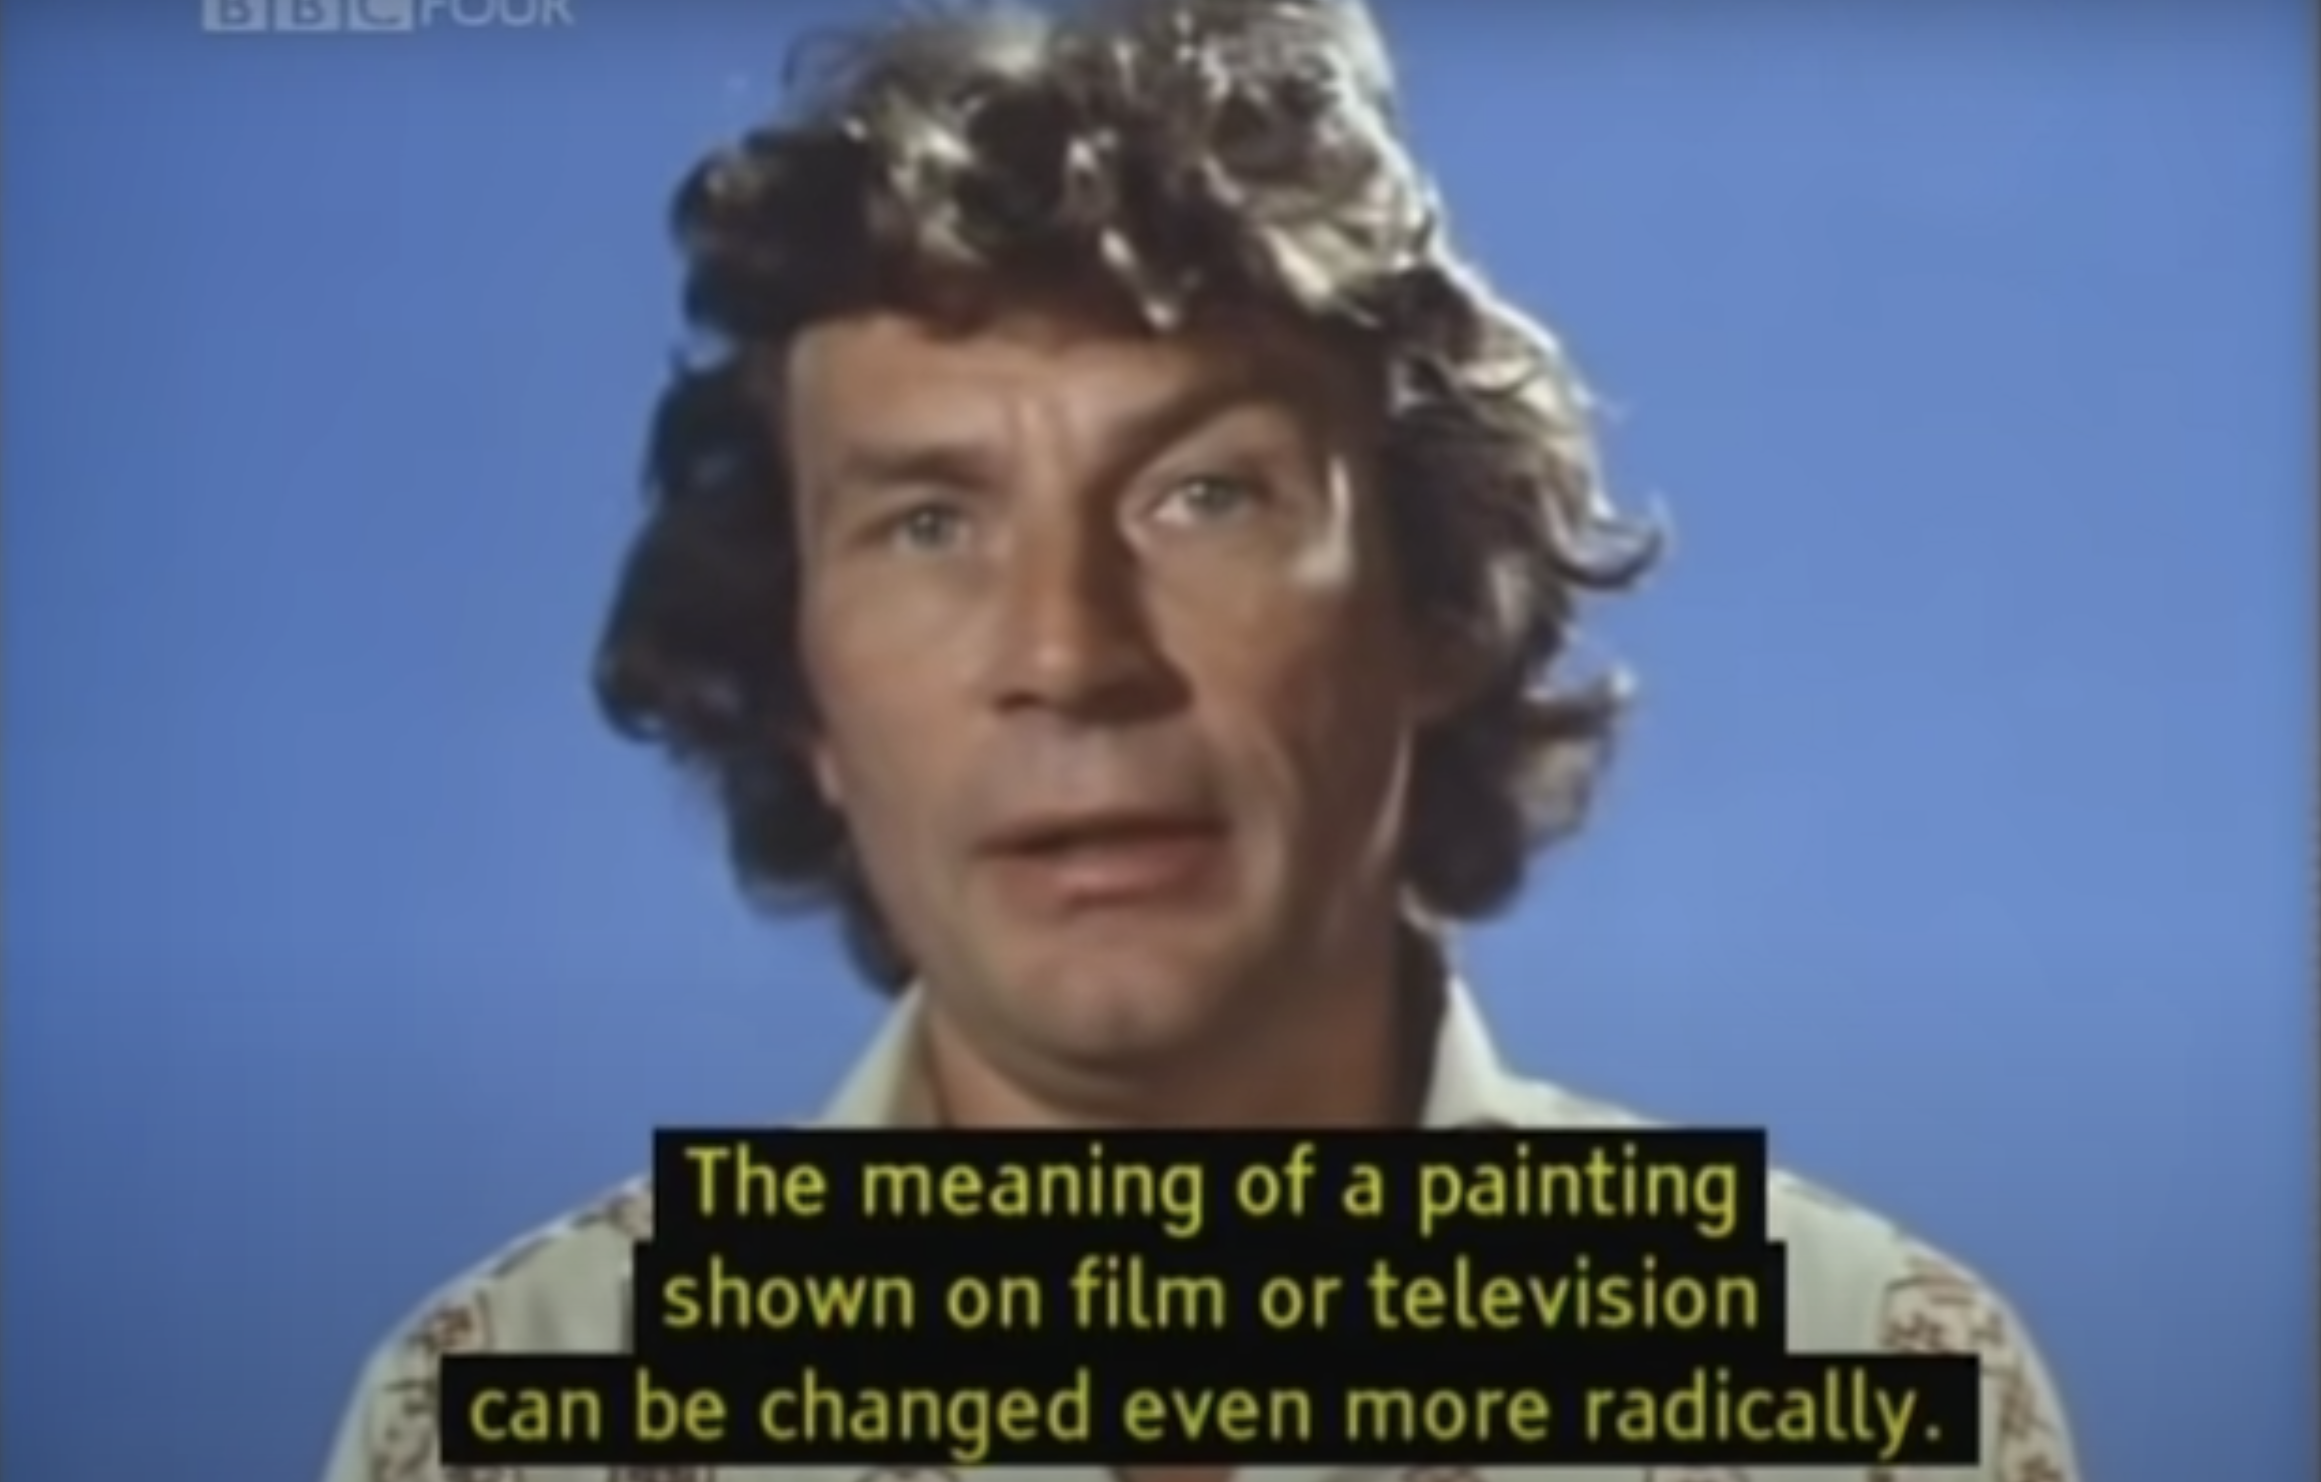 BBC FOUR
The meaning of a painting
shown on film or television
can be changed even more radically.